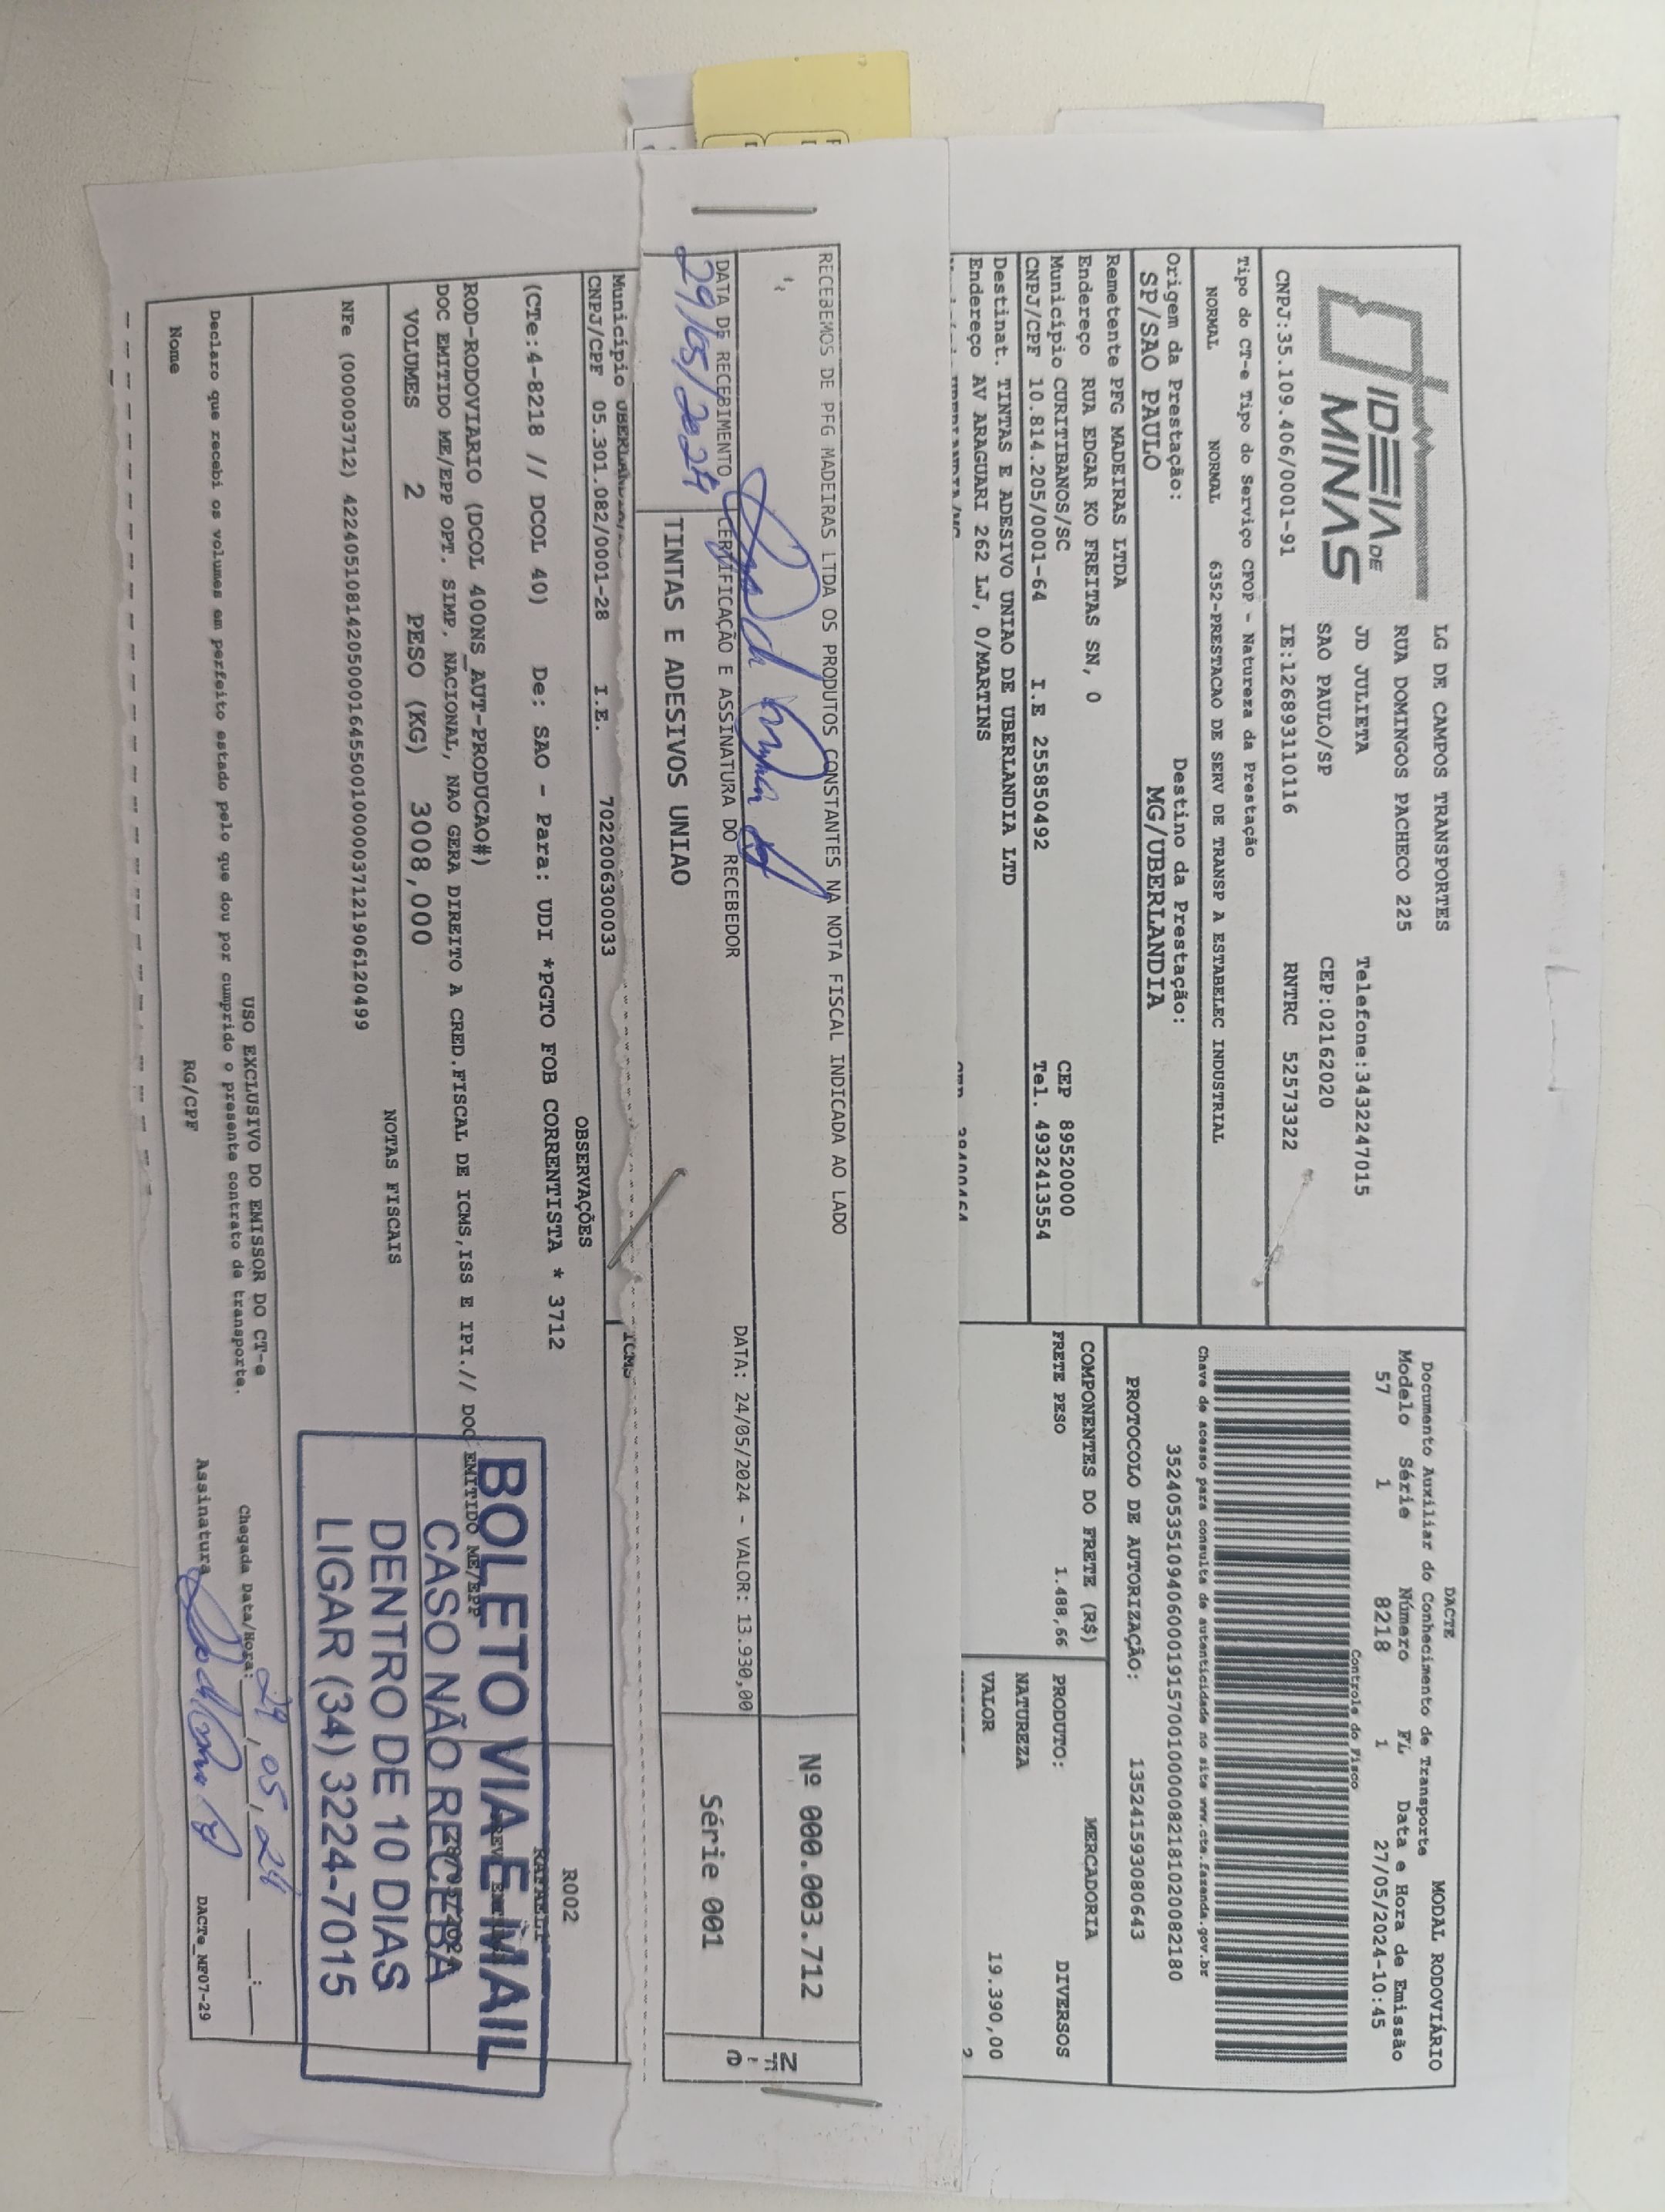 IDEIA DE
MINAS
LG DE CAMPOS TRANSPORTES
RUA DOMINGOS PACHECO 225
JD JULIETA Telefone:3432247015
SAO PAULO/SP CEP:02162020
CNPJ:35.109.406/0001-91 IE:126893110116 RNTRC 52573322
Tipo do CT-e Tipo do Serviço CFOP - Natureza da Prestação
NORMAL NORMAL 6352-PRESTACAO DE SERV DE TRANSP A ESTABELEC INDUSTRIAL
Origem da Prestação: Destino da Prestação:
SP/SAO PAULO MG/UBERLANDIA
Remetente PFG MADEIRAS LTDA
Endereço RUA EDGAR KO FREITAS SN, 0
Município CURITIBANOS/SC CEP 89520000
CNPJ/CPF 10.814.205/0001-64 I.E 255850492 Tel. 4932413554
Destinat. TINTAS E ADESIVO UNIAO DE UBERLANDIA LTD
Endereço AV ARAGUARI 262 LJ, 0/MARTINS
DACTE MODAL RODOVIÁRIO
Documento Auxiliar do Conhecimento de Transporte
Modelo Série Número FL Data e Hora de Emissão
57 1 8218 1 27/05/2024-10:45
Controle do Fisco
Chave de acesso para consulta de autenticidade no site www.cte.fazenda.gov.br
35240535109406000191570010000082181020082180
PROTOCOLO DE AUTORIZAÇÃO: 135241593080643
COMPONENTES DO FRETE (R$)
FRETE PESO 1.488,66
MERCADORIA
PRODUTO: DIVERSOS
NATUREZA
VALOR 19.390,00
RECEBEMOS DE PFG MADEIRAS LTDA OS PRODUTOS CONSTANTES NA NOTA FISCAL INDICADA AO LADO
DATA: 24/05/2024 - VALOR: 13.930,00
Nº 000.003.712
Série 001
DATA DE RECEBIMENTO CERTIFICAÇÃO E ASSINATURA DO RECEBEDOR
29/05/2024
TINTAS E ADESIVOS UNIAO
Município UBERLANDIA
CNPJ/CPF 05.301.082/0001-28 I.E. 7022006300033
ICMS
OBSERVAÇÕES
R002
(CTe:4-8218 // DCOL 40) De: SAO - Para: UDI *PGTO FOB CORRENTISTA * 3712
ROD-RODOVIARIO (DCOL 400NS_AUT-PRODUCAO#)
DOC EMITIDO ME/EPP OPT. SIMP. NACIONAL, NAO GERA DIREITO A CRED.FISCAL DE ICMS,ISS E IPI.// DOC EMITIDO ME/EPP
VOLUMES 2 PESO (KG) 3008,000
NOTAS FISCAIS
NFe (000003712) 42240510814205000164550010000037121906120499
BOLETO VIA E-MAIL
CASO NÃO RECEBA
DENTRO DE 10 DIAS
LIGAR (34) 3224-7015
USO EXCLUSIVO DO EMISSOR DO CT-e
Declaro que recebi os volumes em perfeito estado pelo que dou por cumprido o presente contrato de transporte.
Chegada Data/Hora: 29, 05, 24 :
Nome RG/CPF Assinatura
DACTe_NF07-29